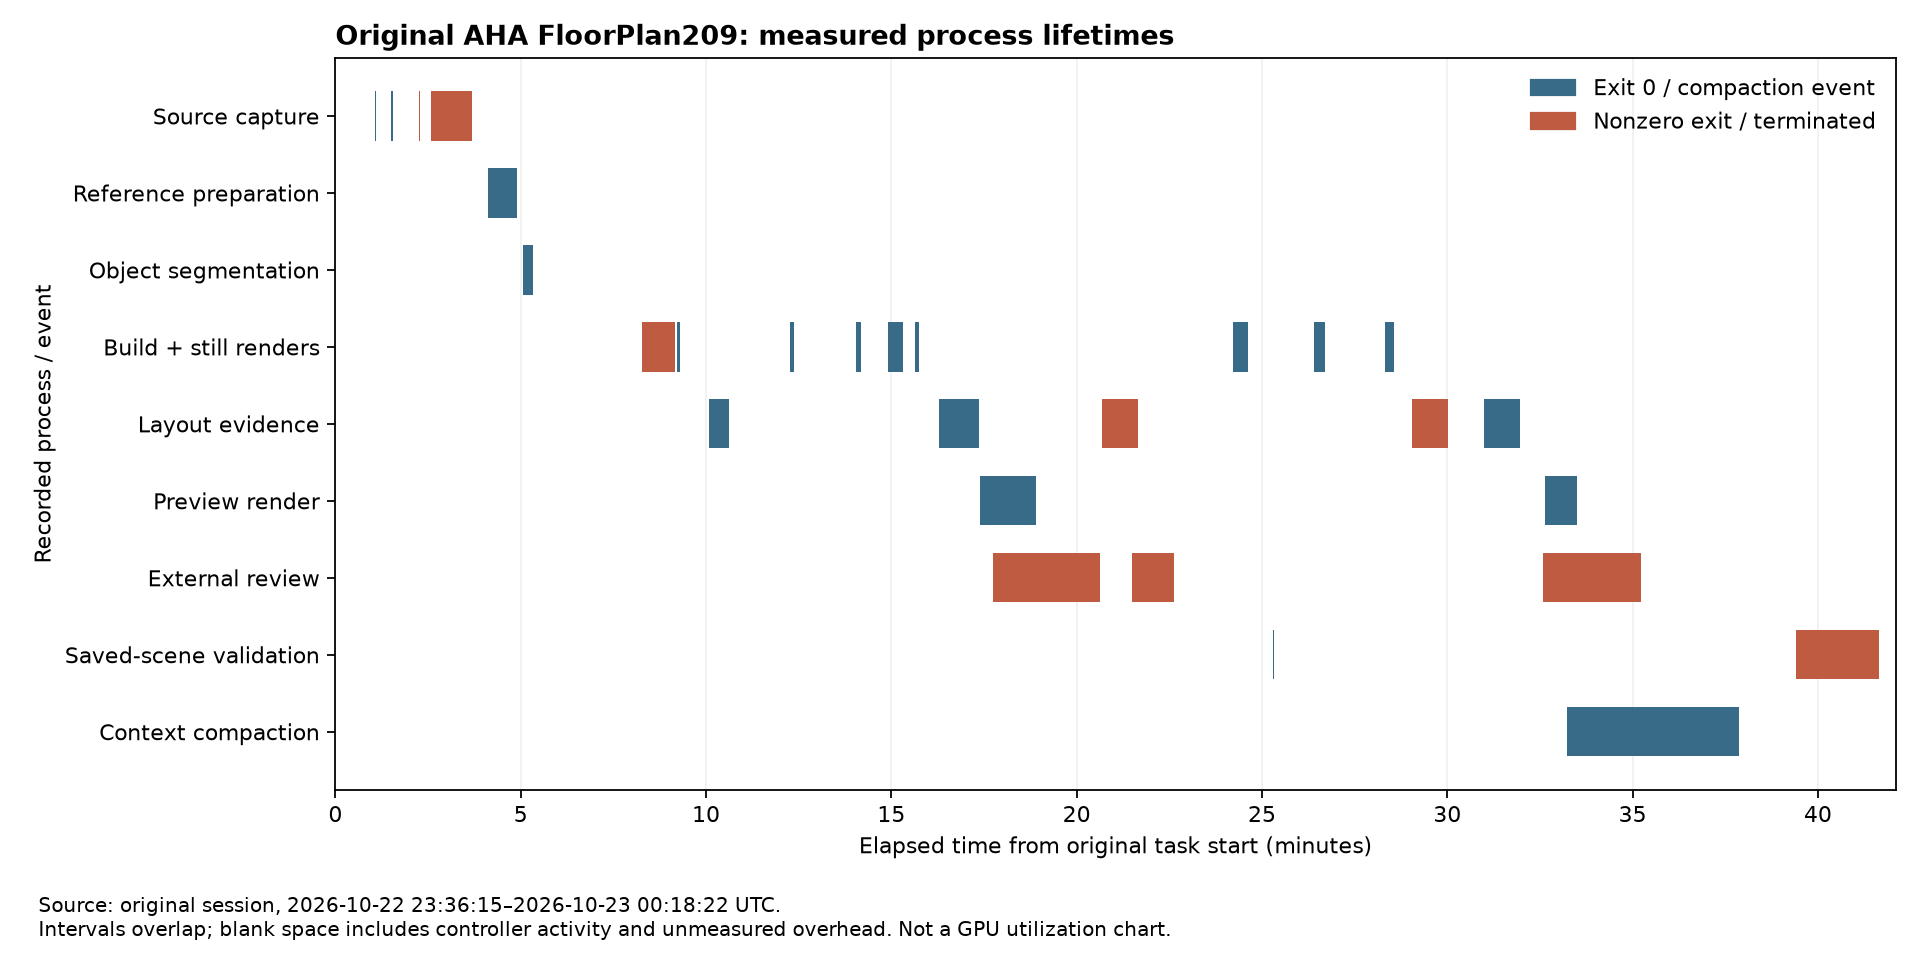 Original AHA FloorPlan209: measured process lifetimes
Exit 0 / compaction event
Nonzero exit / terminated
Recorded process / event
Source capture
Reference preparation
Object segmentation
Build + still renders
Layout evidence
Preview render
External review
Saved-scene validation
Context compaction
0 5 10 15 20 25 30 35 40
Elapsed time from original task start (minutes)
Source: original session, 2026-10-22 23:36:15–2026-10-23 00:18:22 UTC.
Intervals overlap; blank space includes controller activity and unmeasured overhead. Not a GPU utilization chart.